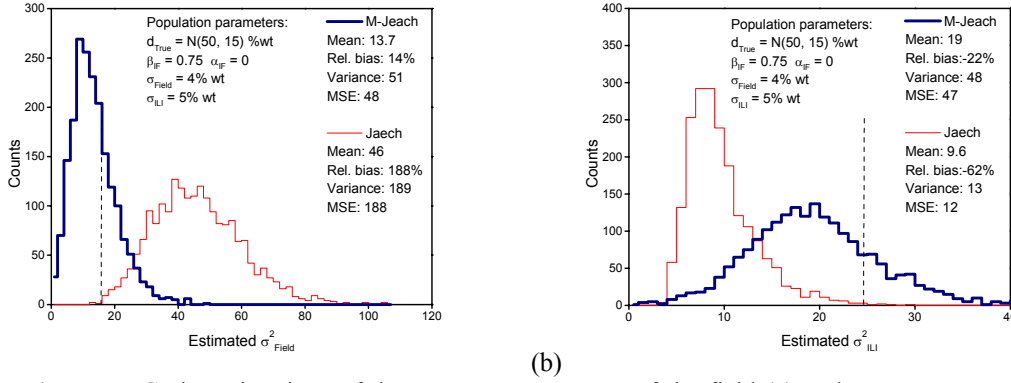 Population parameters:
d_True = N(50, 15) %wt
β_IF = 0.75 α_IF = 0
σ_Field = 4% wt
σ_ILI = 5% wt
M-Jeach
Mean: 13.7
Rel. bias: 14%
Variance: 51
MSE: 48
Jaech
Mean: 46
Rel. bias: 188%
Variance: 189
MSE: 188
Counts
300
250
200
150
100
50
0
0 20 40 60 80 100 120
Estimated σ²_Field
Population parameters:
d_True = N(50, 15) %wt
β_IF = 0.75 α_IF = 0
σ_Field = 4% wt
σ_ILI = 5% wt
M-Jeach
Mean: 19
Rel. bias:-22%
Variance: 48
MSE: 47
Jaech
Mean: 9.6
Rel. bias:-62%
Variance: 13
MSE: 12
Counts
400
300
200
100
0
0 10 20 30 40
Estimated σ²_ILI
(b)